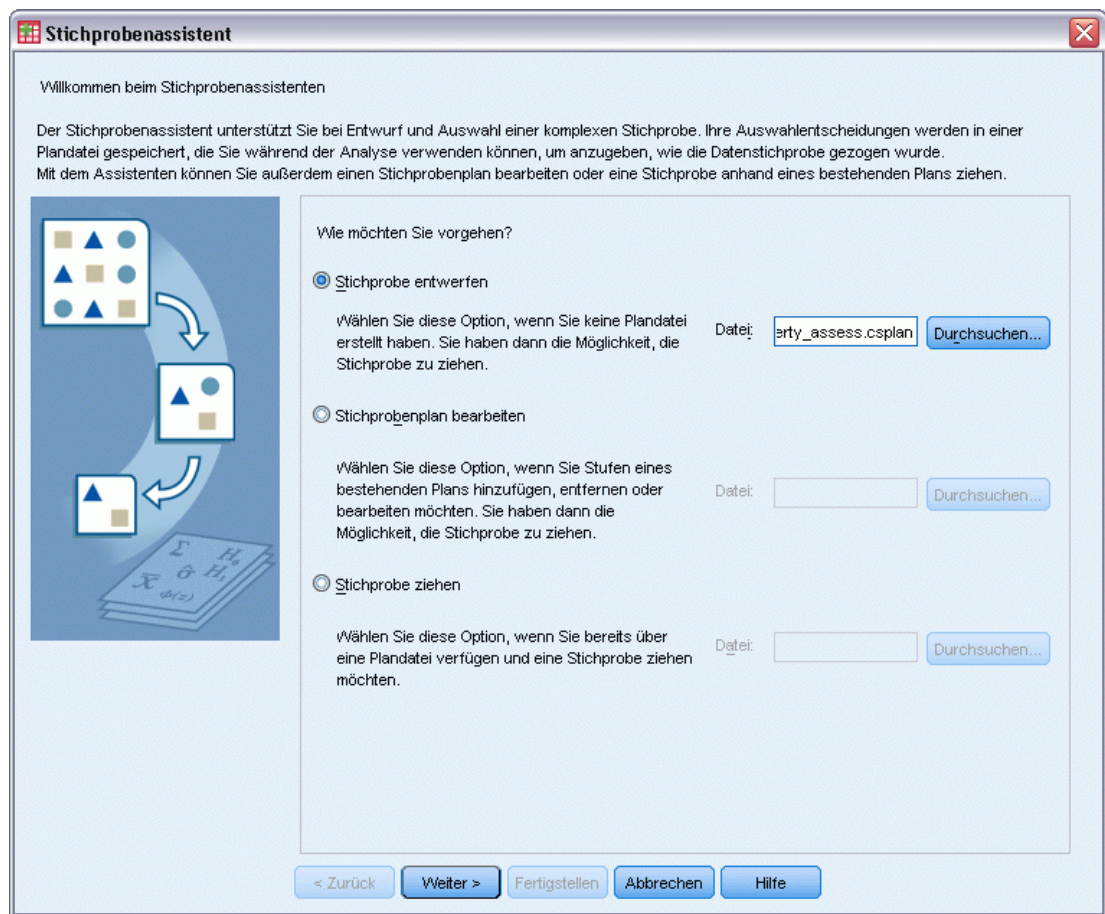 Stichprobenassistent
Willkommen beim Stichprobenassistenten
Der Stichprobenassistent unterstützt Sie bei Entwurf und Auswahl einer komplexen Stichprobe. Ihre Auswahlentscheidungen werden in einer
Plandatei gespeichert, die Sie während der Analyse verwenden können, um anzugeben, wie die Datenstichprobe gezogen wurde.
Mit dem Assistenten können Sie außerdem einen Stichprobenplan bearbeiten oder eine Stichprobe anhand eines bestehenden Plans ziehen.
Wie möchten Sie vorgehen?
Stichprobe entwerfen
Wählen Sie diese Option, wenn Sie keine Plandatei
erstellt haben. Sie haben dann die Möglichkeit, die
Stichprobe zu ziehen.
Datei: erty_assess.csplan Durchsuchen...
Stichprobenplan bearbeiten
Wählen Sie diese Option, wenn Sie Stufen eines
bestehenden Plans hinzufügen, entfernen oder
bearbeiten möchten. Sie haben dann die
Möglichkeit, die Stichprobe zu ziehen.
Datei: Durchsuchen...
Stichprobe ziehen
Wählen Sie diese Option, wenn Sie bereits über
eine Plandatei verfügen und eine Stichprobe ziehen
möchten.
Datei: Durchsuchen...
Σ H₀
x̄ σ̂ H₁
φ(z)
< Zurück Weiter > Fertigstellen Abbrechen Hilfe